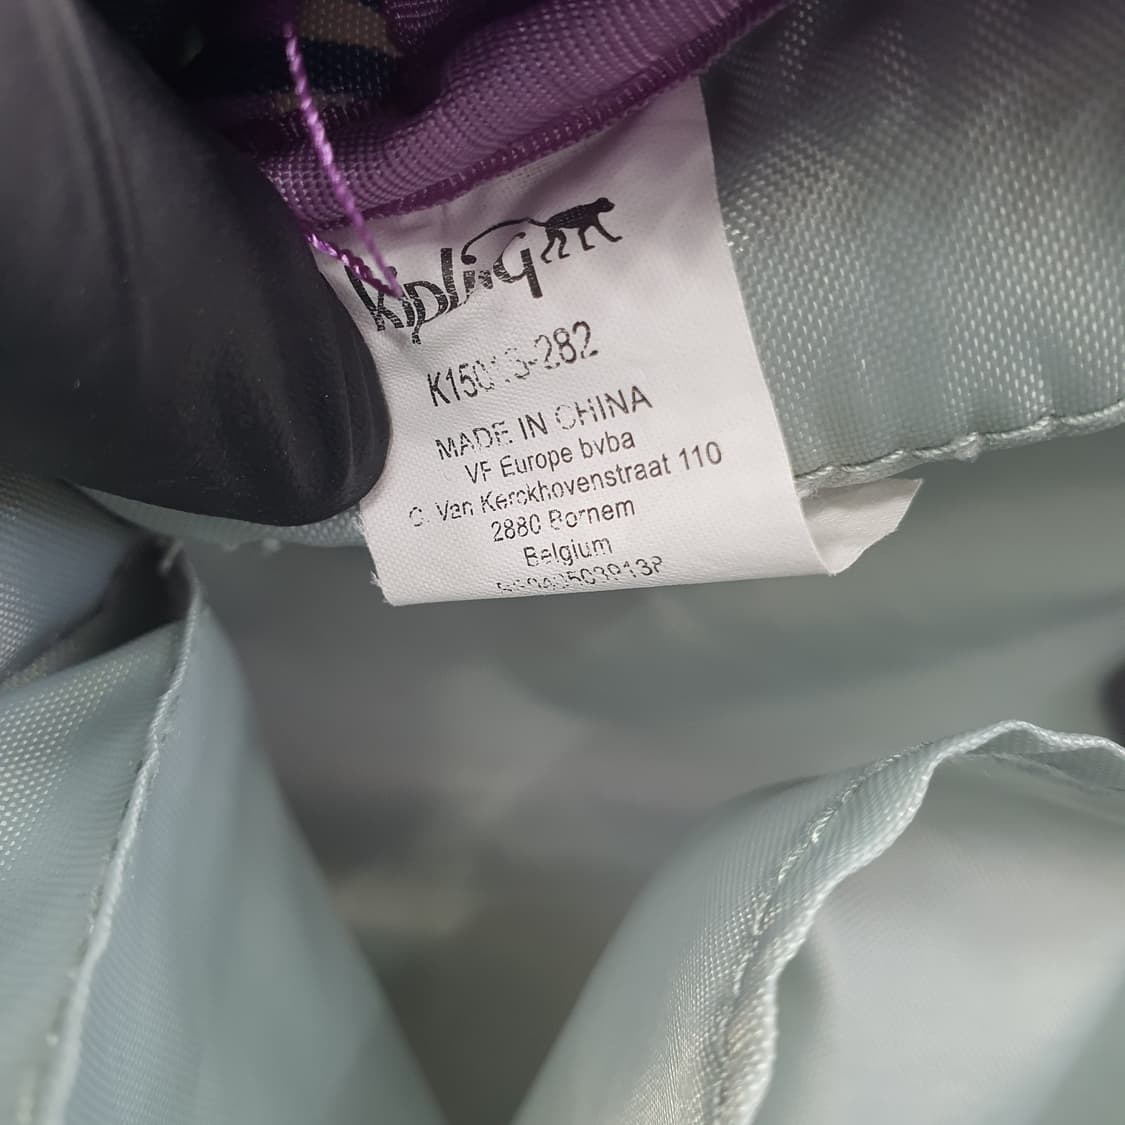 Kipling
MADE IN CHINA
VF Europe bvba
C. Van Kerckhovenstraat 110
2880 Bornem
Belgium